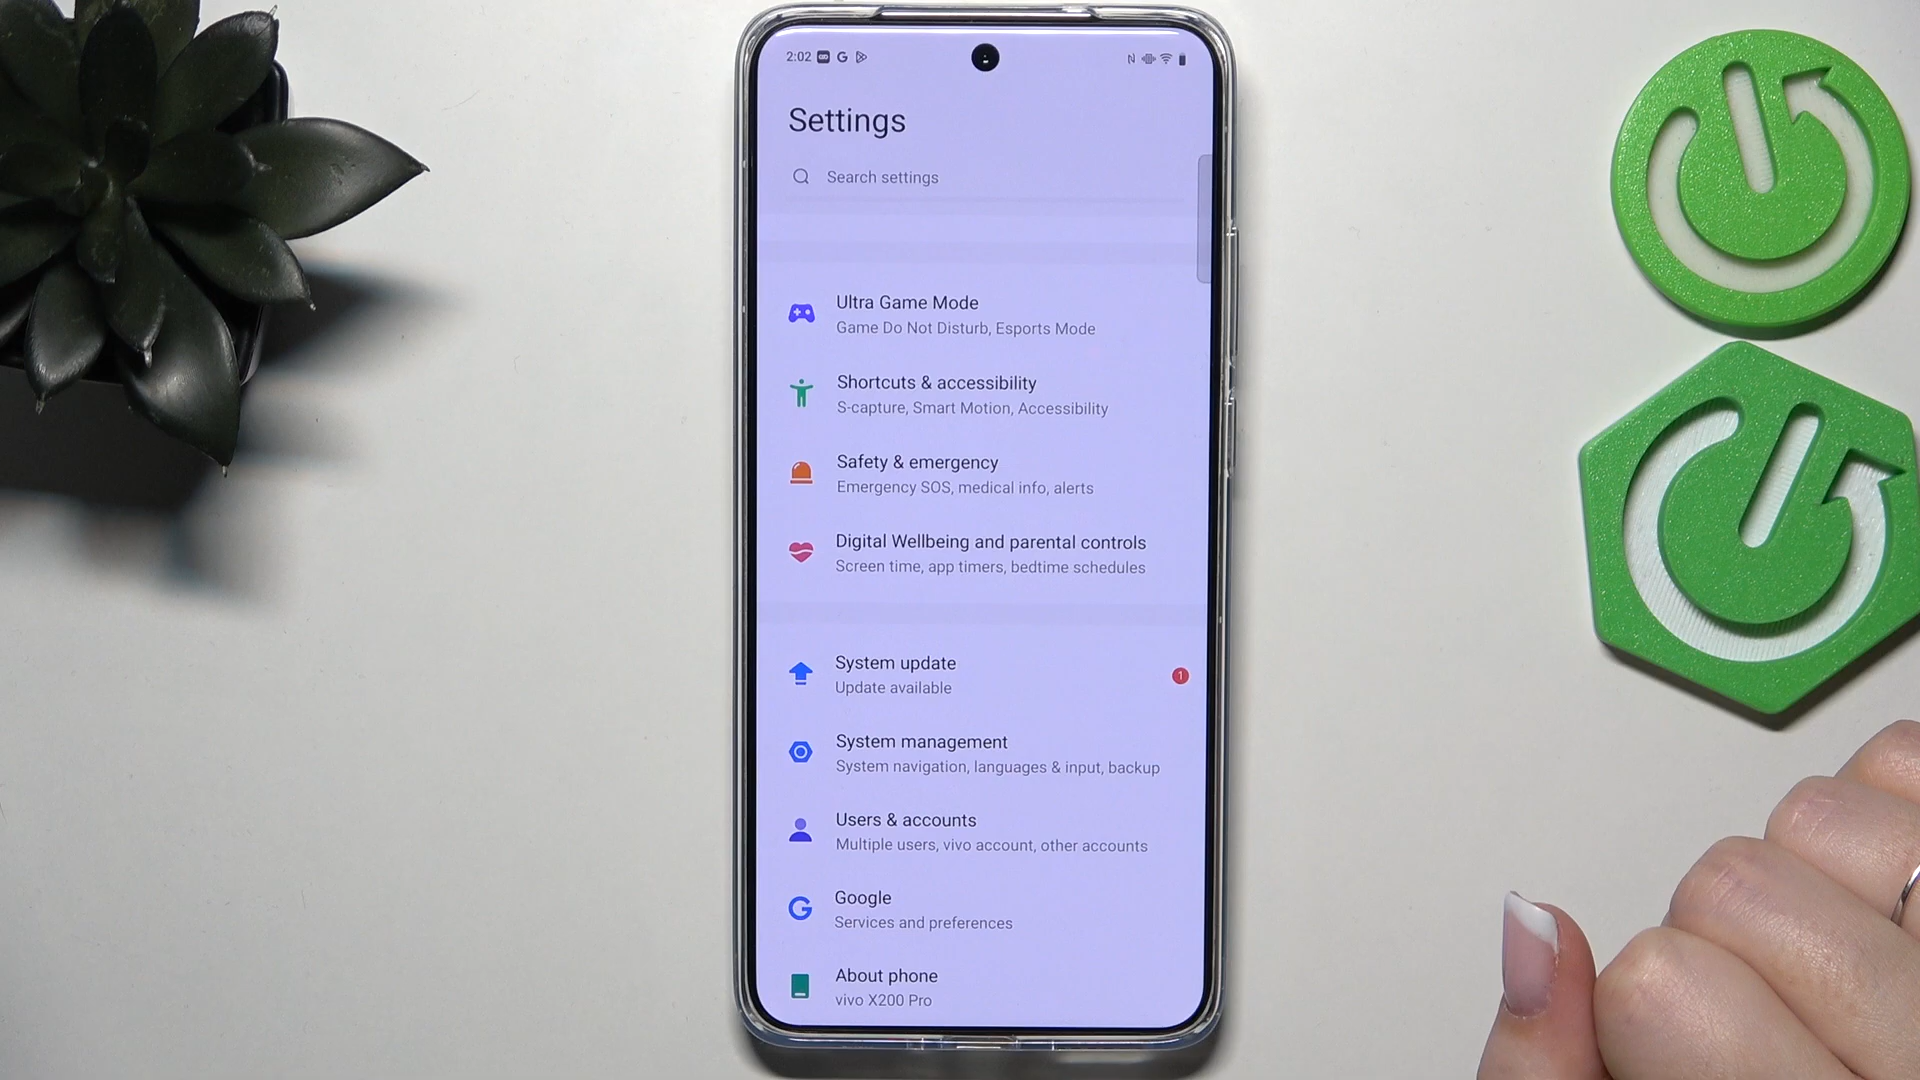 2:02
Settings
Search settings
Ultra Game Mode
Game Do Not Disturb, Esports Mode
Shortcuts & accessibility
S-capture, Smart Motion, Accessibility
Safety & emergency
Emergency SOS, medical info, alerts
Digital Wellbeing and parental controls
Screen time, app timers, bedtime schedules
System update
Update available
1
System management
System navigation, languages & input, backup
Users & accounts
Multiple users, vivo account, other accounts
Google
Services and preferences
About phone
vivo X200 Pro